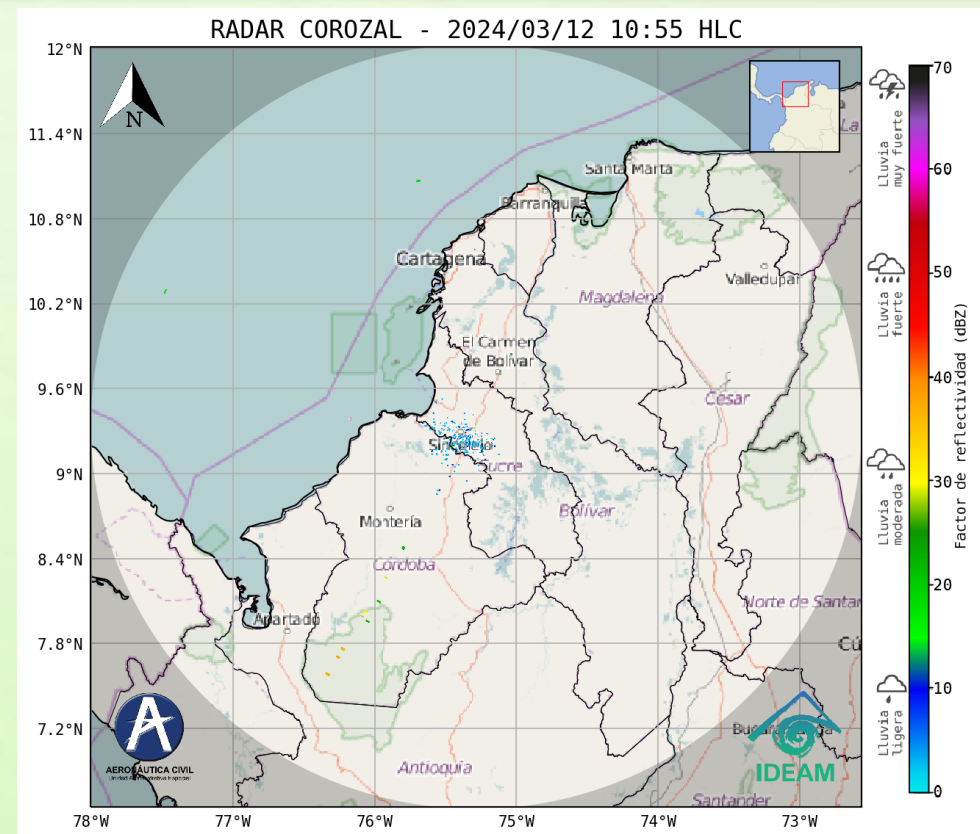 RADAR COROZAL - 2024/03/12 10:55 HLC
12°N
11.4°N
10.8°N
10.2°N
9.6°N
9°N
8.4°N
7.8°N
7.2°N
78°W
77°W
76°W
75°W
74°W
73°W
N
Santa Marta
Barranquilla
Cartagena
Valledupar
Magdalena
El Carmen
de Bolívar
Cesar
Sincelejo
Sucre
Bolívar
Montería
Córdoba
Apartadó
Norte de Santan
Cú
La
Antioquia
Santander
AERONÁUTICA CIVIL
IDEAM
70
60
50
40
30
20
10
0
Factor de reflectividad (dBZ)
Lluvia
muy fuerte
Lluvia
fuerte
Lluvia
moderada
Lluvia
ligera